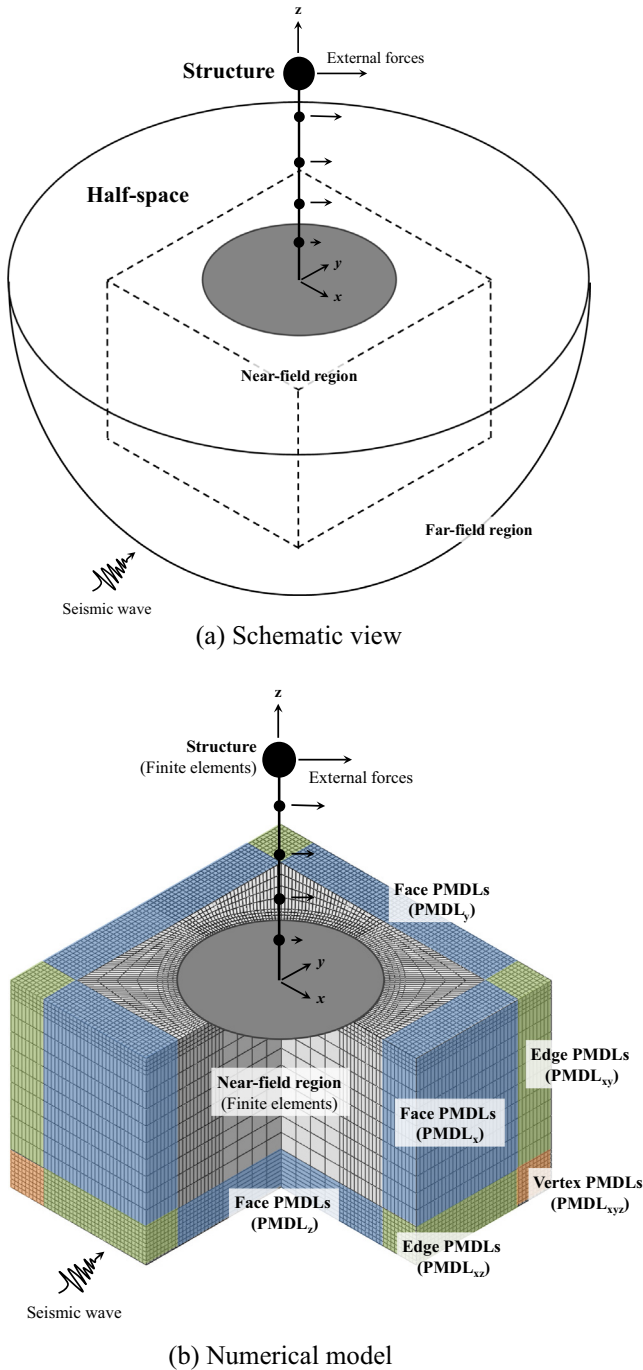 z
External forces
Structure
Half-space
y
x
Near-field region
Far-field region
Seismic wave
(a) Schematic view
z
Structure
(Finite elements)
External forces
Face PMDLs
(PMDLy)
y
x
Edge PMDLs
(PMDLxy)
Near-field region
(Finite elements)
Face PMDLs
(PMDLx)
Vertex PMDLs
(PMDLxyz)
Face PMDLs
(PMDLz)
Edge PMDLs
(PMDLxz)
Seismic wave
(b) Numerical model